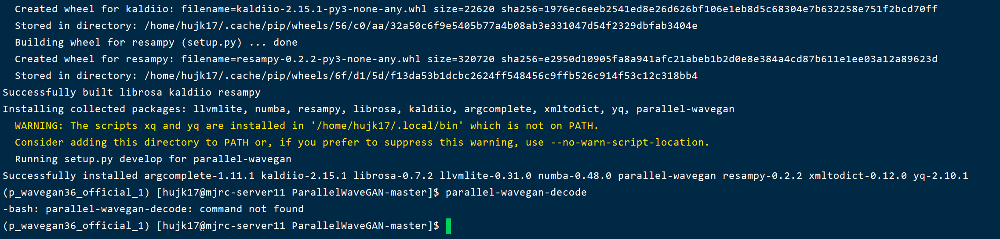 Created wheel for kaldiio: filename=kaldiio-2.15.1-py3-none-any.whl size=22620 sha256=1976ec6eeb2541ed8e26d626bf106e1eb8d5c68304e7b632258e751f2bcd70ff
Stored in directory: /home/hujk17/.cache/pip/wheels/56/c0/aa/32a50c6f9e5405b77a4b08ab3e331047d54f2329dbfab3404e
Building wheel for resampy (setup.py) ... done
Created wheel for resampy: filename=resampy-0.2.2-py3-none-any.whl size=320720 sha256=e2950d10905fa8a941afc21abeb1b2d0e8e384a4cd87b611e1ee03a12a89623d
Stored in directory: /home/hujk17/.cache/pip/wheels/6f/d1/5d/f13da53b1dcbc2624ff548456c9ffb526c914f53c12c318bb4
Successfully built librosa kaldiio resampy
Installing collected packages: llvmlite, numba, resampy, librosa, kaldiio, argcomplete, xmltodict, yq, parallel-wavegan
WARNING: The scripts xq and yq are installed in '/home/hujk17/.local/bin' which is not on PATH.
Consider adding this directory to PATH or, if you prefer to suppress this warning, use --no-warn-script-location.
Running setup.py develop for parallel-wavegan
Successfully installed argcomplete-1.11.1 kaldiio-2.15.1 librosa-0.7.2 llvmlite-0.31.0 numba-0.48.0 parallel-wavegan resampy-0.2.2 xmltodict-0.12.0 yq-2.10.1
(p_wavegan36_official_1) [hujk17@mjrc-server11 ParallelWaveGAN-master]$ parallel-wavegan-decode
-bash: parallel-wavegan-decode: command not found
(p_wavegan36_official_1) [hujk17@mjrc-server11 ParallelWaveGAN-master]$